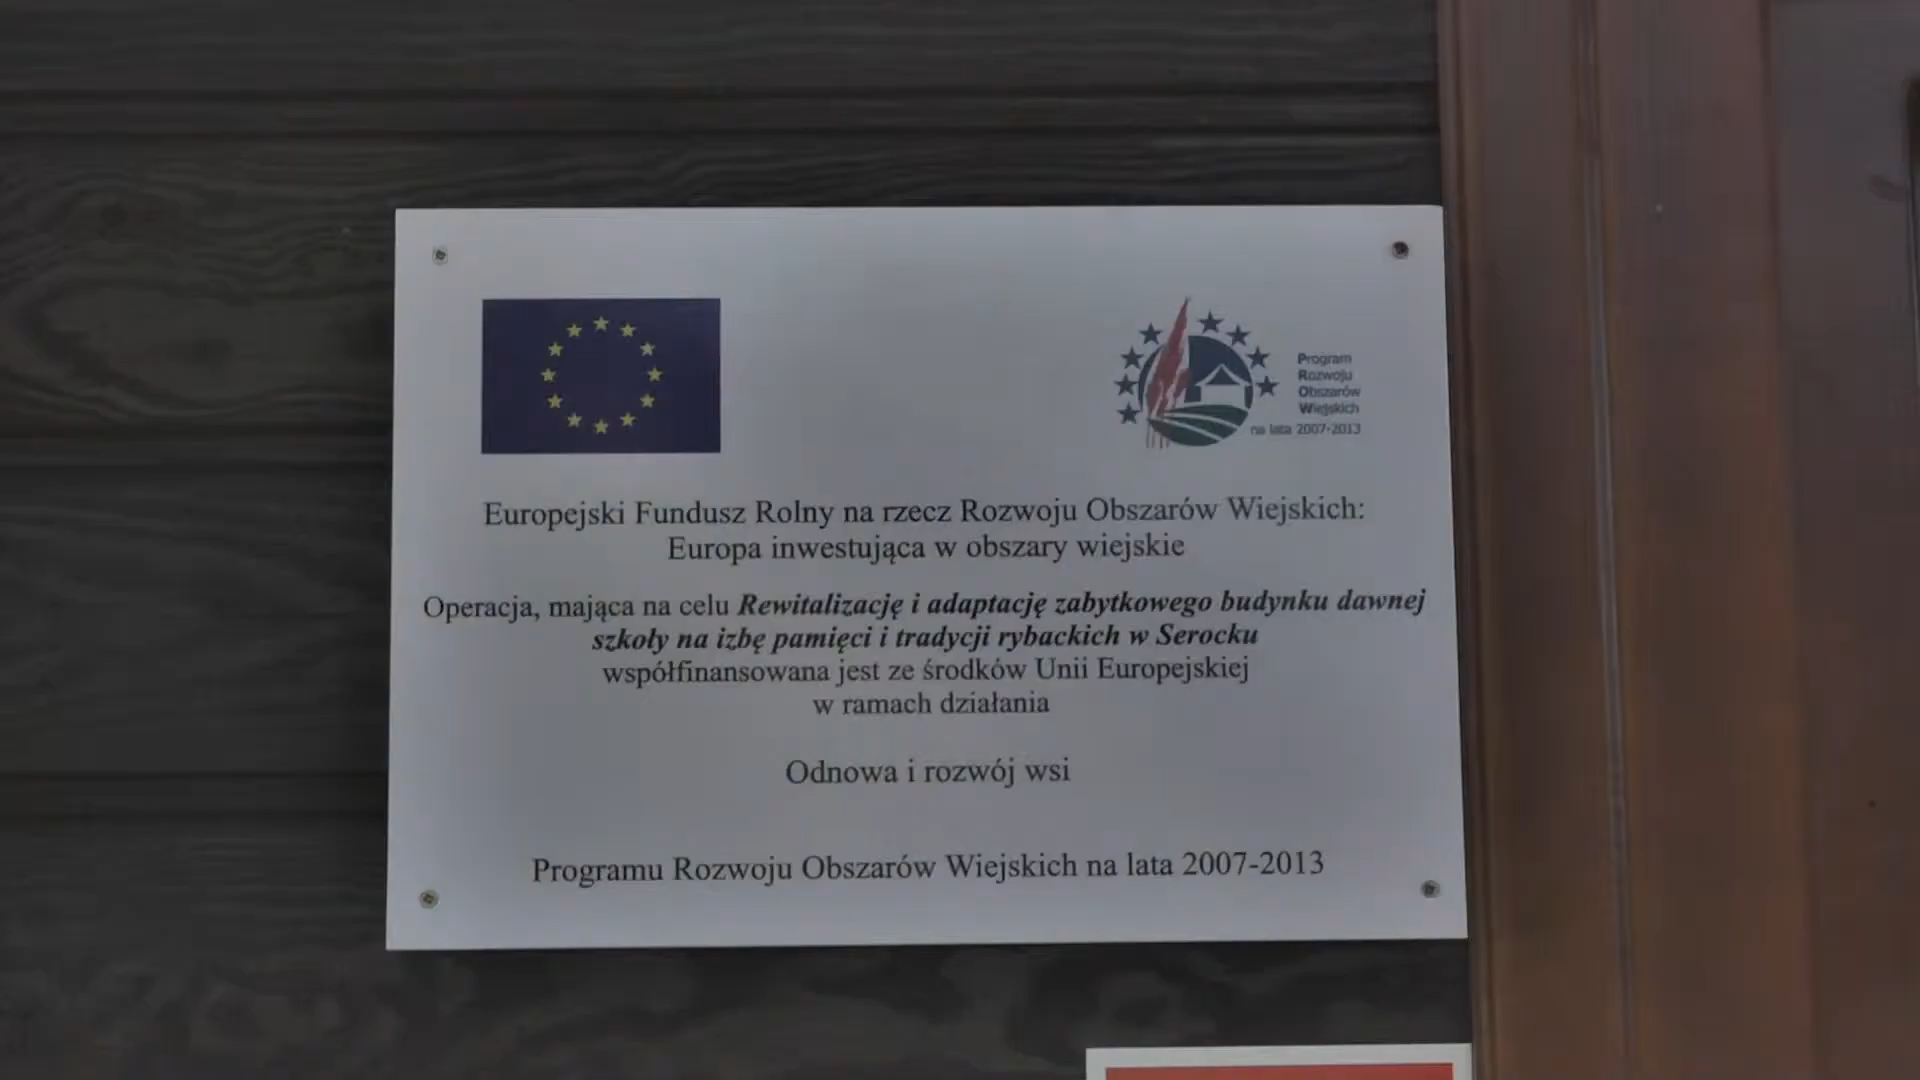 Program
Rozwoju
Obszarów
Wiejskich
na lata 2007-2013
Europejski Fundusz Rolny na rzecz Rozwoju Obszarów Wiejskich:
Europa inwestująca w obszary wiejskie
Operacja, mająca na celu Rewitalizację i adaptację zabytkowego budynku dawnej
szkoły na izbę pamięci i tradycji rybackich w Serocku
współfinansowana jest ze środków Unii Europejskiej
w ramach działania
Odnowa i rozwój wsi
Programu Rozwoju Obszarów Wiejskich na lata 2007-2013